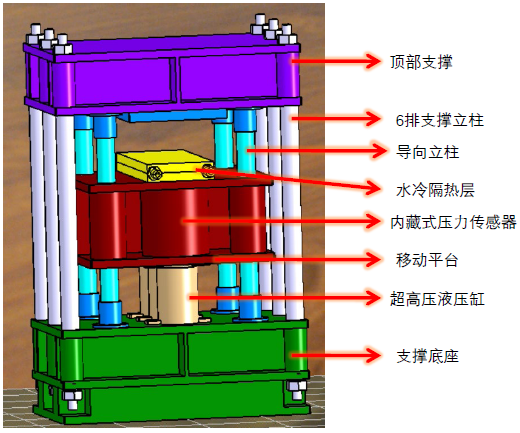 顶部支撑
6排支撑立柱
导向立柱
水冷隔热层
内藏式压力传感器
移动平台
超高压液压缸
支撑底座